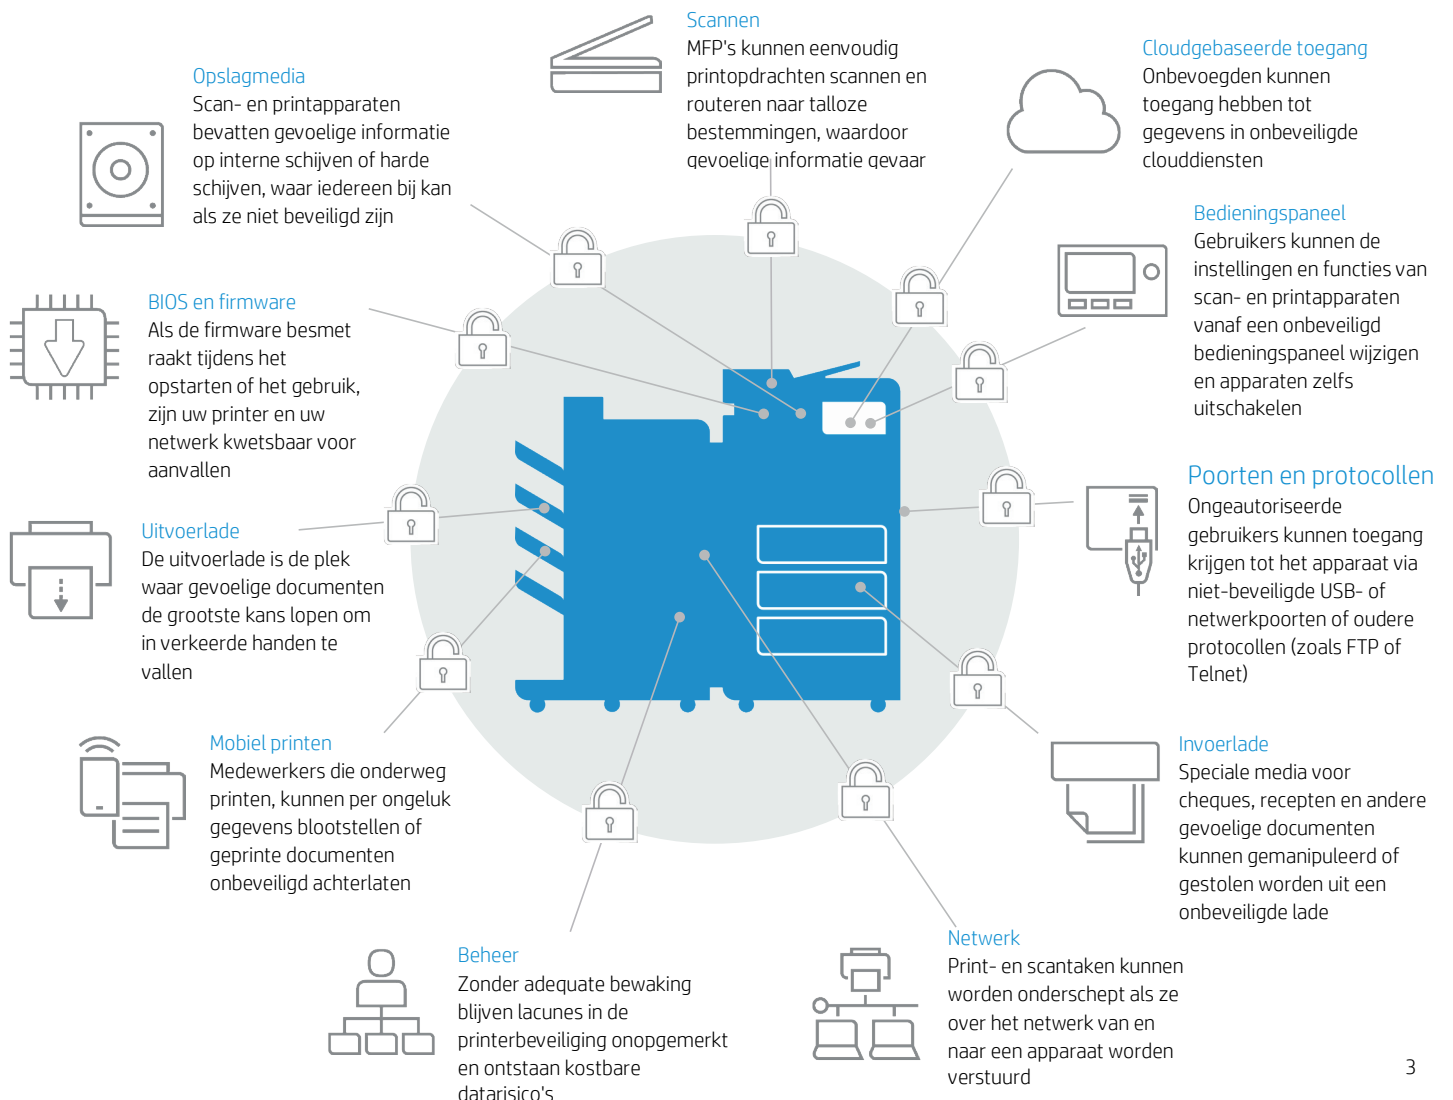 Scannen
MFP's kunnen eenvoudig
printopdrachten scannen en
routeren naar talloze
bestemmingen, waardoor
gevoelige informatie gevaar
Cloudgebaseerde toegang
Onbevoegden kunnen
toegang hebben tot
gegevens in onbeveiligde
clouddiensten
Opslagmedia
Scan- en printapparaten
bevatten gevoelige informatie
op interne schijven of harde
schijven, waar iedereen bij kan
als ze niet beveiligd zijn
Bedieningspaneel
Gebruikers kunnen de
instellingen en functies van
scan- en printapparaten
vanaf een onbeveiligd
bedieningspaneel wijzigen
en apparaten zelfs
uitschakelen
BIOS en firmware
Als de firmware besmet
raakt tijdens het
opstarten of het gebruik,
zijn uw printer en uw
netwerk kwetsbaar voor
aanvallen
Poorten en protocollen
Ongeautoriseerde
gebruikers kunnen toegang
krijgen tot het apparaat via
niet-beveiligde USB- of
netwerkpoorten of oudere
protocollen (zoals FTP of
Telnet)
Uitvoerlade
De uitvoerlade is de plek
waar gevoelige documenten
de grootste kans lopen om
in verkeerde handen te
vallen
Mobiel printen
Medewerkers die onderweg
printen, kunnen per ongeluk
gegevens blootstellen of
geprinte documenten
onbeveiligd achterlaten
Invoerlade
Speciale media voor
cheques, recepten en andere
gevoelige documenten
kunnen gemanipuleerd of
gestolen worden uit een
onbeveiligde lade
Beheer
Zonder adequate bewaking
blijven lacunes in de
printerbeveiliging onopgemerkt
en ontstaan kostbare
datarisico's
Netwerk
Print- en scantaken kunnen
worden onderschept als ze
over het netwerk van en
naar een apparaat worden
verstuurd
3